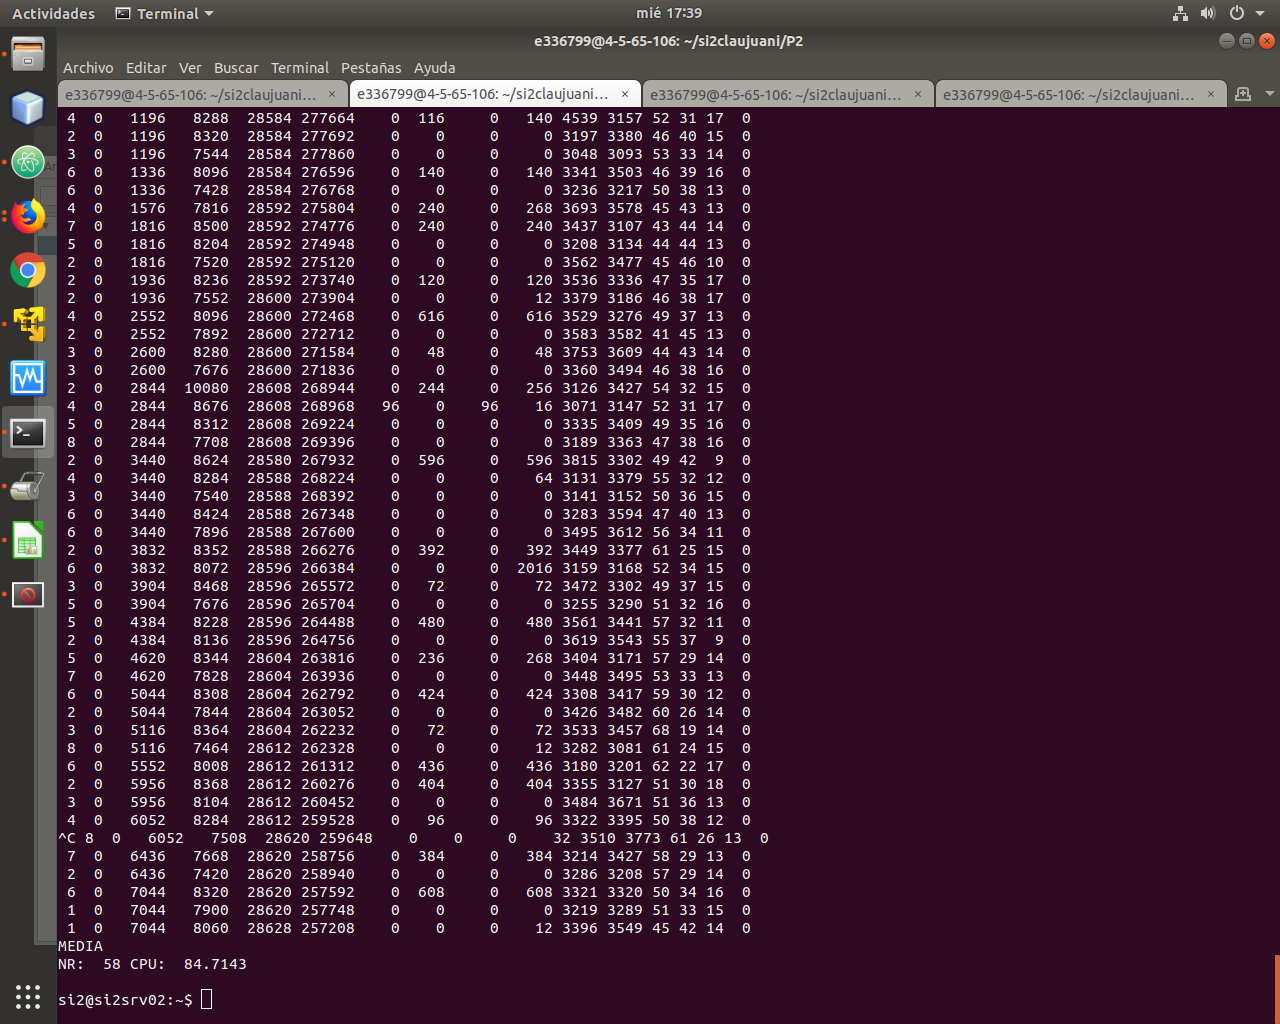 Actividades Terminal mié 17:39
e336799@4-5-65-106: ~/si2claujuani/P2
Archivo Editar Ver Buscar Terminal Pestañas Ayuda
e336799@4-5-65-106: ~/si2claujuani... × e336799@4-5-65-106: ~/si2claujuani... × e336799@4-5-65-106: ~/si2claujuani... × e336799@4-5-65-106: ~/si2claujuani... ×
4 0 1196 8288 28584 277664 0 116 0 140 4539 3157 52 31 17 0
2 0 1196 8320 28584 277692 0 0 0 0 3197 3380 46 40 15 0
3 0 1196 7544 28584 277860 0 0 0 0 3048 3093 53 33 14 0
6 0 1336 8096 28584 276596 0 140 0 140 3341 3503 46 39 16 0
6 0 1336 7428 28584 276768 0 0 0 0 3236 3217 50 38 13 0
4 0 1576 7816 28592 275804 0 240 0 268 3693 3578 45 43 13 0
7 0 1816 8500 28592 274776 0 240 0 240 3437 3107 43 44 14 0
5 0 1816 8204 28592 274948 0 0 0 0 3208 3134 44 44 13 0
2 0 1816 7520 28592 275120 0 0 0 0 3562 3477 45 46 10 0
2 0 1936 8236 28592 273740 0 120 0 120 3536 3336 47 35 17 0
2 0 1936 7552 28600 273904 0 0 0 12 3379 3186 46 38 17 0
4 0 2552 8096 28600 272468 0 616 0 616 3529 3276 49 37 13 0
2 0 2552 7892 28600 272712 0 0 0 0 3583 3582 41 45 13 0
3 0 2600 8280 28600 271584 0 48 0 48 3753 3609 44 43 14 0
3 0 2600 7676 28600 271836 0 0 0 0 3360 3494 46 38 16 0
2 0 2844 10080 28608 268944 0 244 0 256 3126 3427 54 32 15 0
4 0 2844 8676 28608 268968 96 0 96 16 3071 3147 52 31 17 0
5 0 2844 8312 28608 269224 0 0 0 0 3335 3409 49 35 16 0
8 0 2844 7708 28608 269396 0 0 0 0 3189 3363 47 38 16 0
2 0 3440 8624 28580 267932 0 596 0 596 3815 3302 49 42 9 0
4 0 3440 8284 28588 268224 0 0 0 64 3131 3379 55 32 12 0
3 0 3440 7540 28588 268392 0 0 0 0 3141 3152 50 36 15 0
6 0 3440 8424 28588 267348 0 0 0 0 3283 3594 47 40 13 0
6 0 3440 7896 28588 267600 0 0 0 0 3495 3612 56 34 11 0
2 0 3832 8352 28588 266276 0 392 0 392 3449 3377 61 25 15 0
6 0 3832 8072 28596 266384 0 0 0 2016 3159 3168 52 34 15 0
3 0 3904 8468 28596 265572 0 72 0 72 3472 3302 49 37 15 0
5 0 3904 7676 28596 265704 0 0 0 0 3255 3290 51 32 16 0
5 0 4384 8228 28596 264488 0 480 0 480 3561 3441 57 32 11 0
2 0 4384 8136 28596 264756 0 0 0 0 3619 3543 55 37 9 0
5 0 4620 8344 28604 263816 0 236 0 268 3404 3171 57 29 14 0
7 0 4620 7828 28604 263936 0 0 0 0 3448 3495 53 33 13 0
6 0 5044 8308 28604 262792 0 424 0 424 3308 3417 59 30 12 0
2 0 5044 7844 28604 263052 0 0 0 0 3426 3482 60 26 14 0
3 0 5116 8364 28604 262232 0 72 0 72 3533 3457 68 19 14 0
8 0 5116 7464 28612 262328 0 0 0 12 3282 3081 61 24 15 0
6 0 5552 8008 28612 261312 0 436 0 436 3180 3201 62 22 17 0
2 0 5956 8368 28612 260276 0 404 0 404 3355 3127 51 30 18 0
3 0 5956 8104 28612 260452 0 0 0 0 3484 3671 51 36 13 0
4 0 6052 8284 28612 259528 0 96 0 96 3322 3395 50 38 12 0
^C 8 0 6052 7508 28620 259648 0 0 0 32 3510 3773 61 26 13 0
7 0 6436 7668 28620 258756 0 384 0 384 3214 3427 58 29 13 0
2 0 6436 7420 28620 258940 0 0 0 0 3286 3208 57 29 14 0
6 0 7044 8320 28620 257592 0 608 0 608 3321 3320 50 34 16 0
1 0 7044 7900 28620 257748 0 0 0 0 3219 3289 51 33 15 0
1 0 7044 8060 28628 257208 0 0 0 12 3396 3549 45 42 14 0
MEDIA
NR: 58 CPU: 84.7143
si2@si2srv02:~$